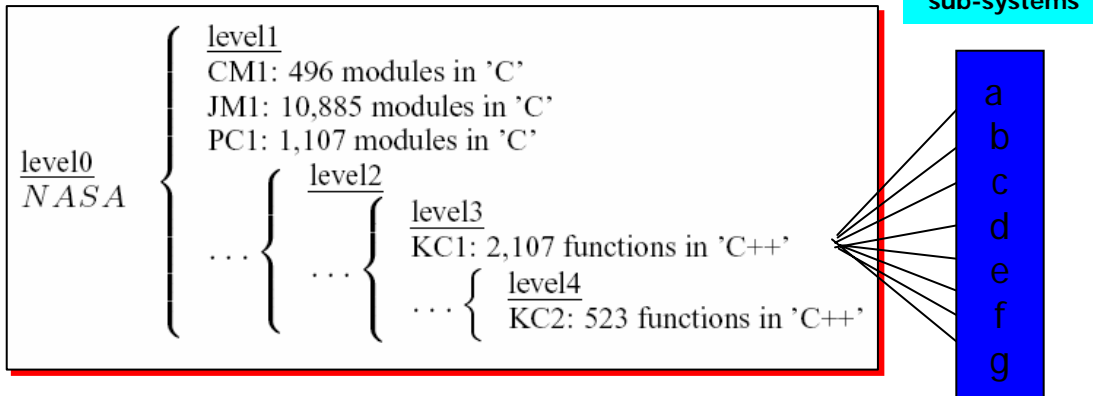 sub-systems
level1
CM1: 496 modules in 'C'
JM1: 10,885 modules in 'C'
PC1: 1,107 modules in 'C'
level0
NASA
level2
level3
KC1: 2,107 functions in 'C++'
...
...
level4
... 
KC2: 523 functions in 'C++'
a
b
c
d
e
f
g